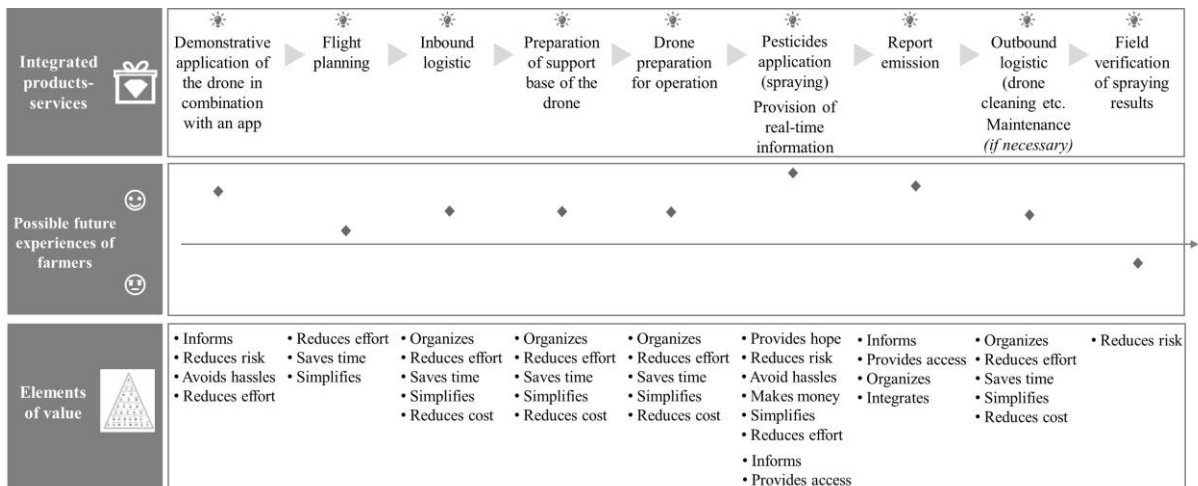 Integrated
products-
services
Demonstrative
application of
the drone in
combination
with an app
Flight
planning
Inbound
logistic
Preparation
of support
base of the
drone
Drone
preparation
for operation
Pesticides
application
(spraying)
Provision of
real-time
information
Report
emission
Outbound
logistic
(drone
cleaning etc.
Maintenance
(if necessary)
Field
verification
of spraying
results
Possible future
experiences of
farmers
Elements
of value
• Informs
• Reduces risk
• Avoids hassles
• Reduces effort
• Reduces effort
• Saves time
• Simplifies
• Organizes
• Reduces effort
• Saves time
• Simplifies
• Reduces cost
• Organizes
• Reduces effort
• Saves time
• Simplifies
• Reduces cost
• Organizes
• Reduces effort
• Saves time
• Simplifies
• Reduces cost
• Provides hope
• Reduces risk
• Avoid hassles
• Makes money
• Simplifies
• Reduces effort
• Informs
• Provides access
• Informs
• Provides access
• Organizes
• Integrates
• Organizes
• Reduces effort
• Saves time
• Simplifies
• Reduces cost
• Reduces risk